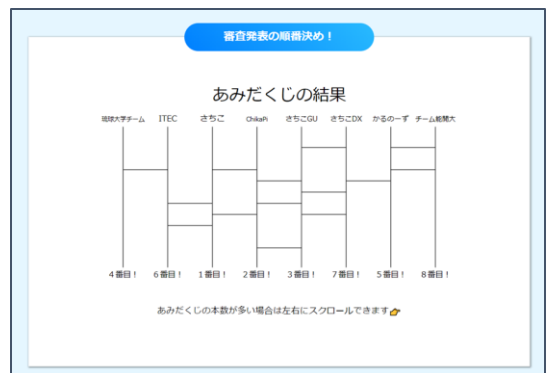 審査発表の順番決め！
あみだくじの結果
琉球大学チーム ITEC さちこ ChikaPi さちこGU さちこDX かるのーず チーム能開大
4番目！ 6番目！ 1番目！ 2番目！ 3番目！ 7番目！ 5番目！ 8番目！
あみだくじの本数が多い場合は左右にスクロールできます👉